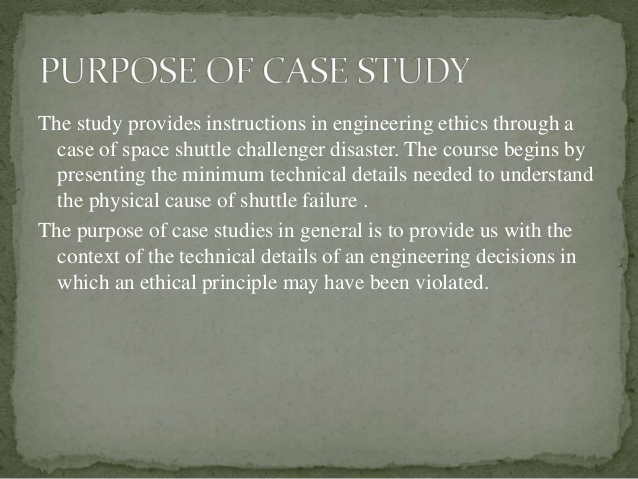 PURPOSE OF CASE STUDY
The study provides instructions in engineering ethics through a
case of space shuttle challenger disaster. The course begins by
presenting the minimum technical details needed to understand
the physical cause of shuttle failure .
The purpose of case studies in general is to provide us with the
context of the technical details of an engineering decisions in
which an ethical principle may have been violated.